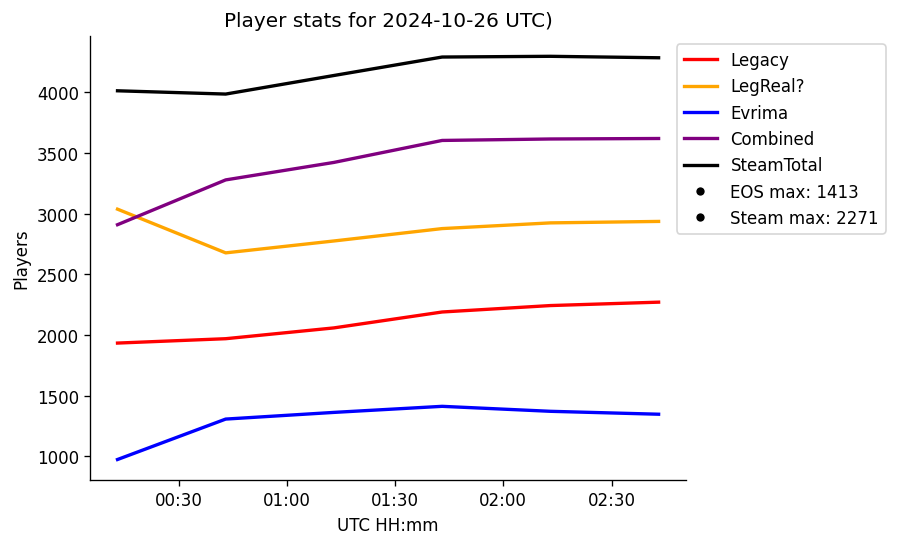 Player stats for 2024-10-26 UTC)
Legacy
LegReal?
Evrima
Combined
SteamTotal
EOS max: 1413
Steam max: 2271
Players
4000
3500
3000
2500
2000
1500
1000
00:30 01:00 01:30 02:00 02:30
UTC HH:mm